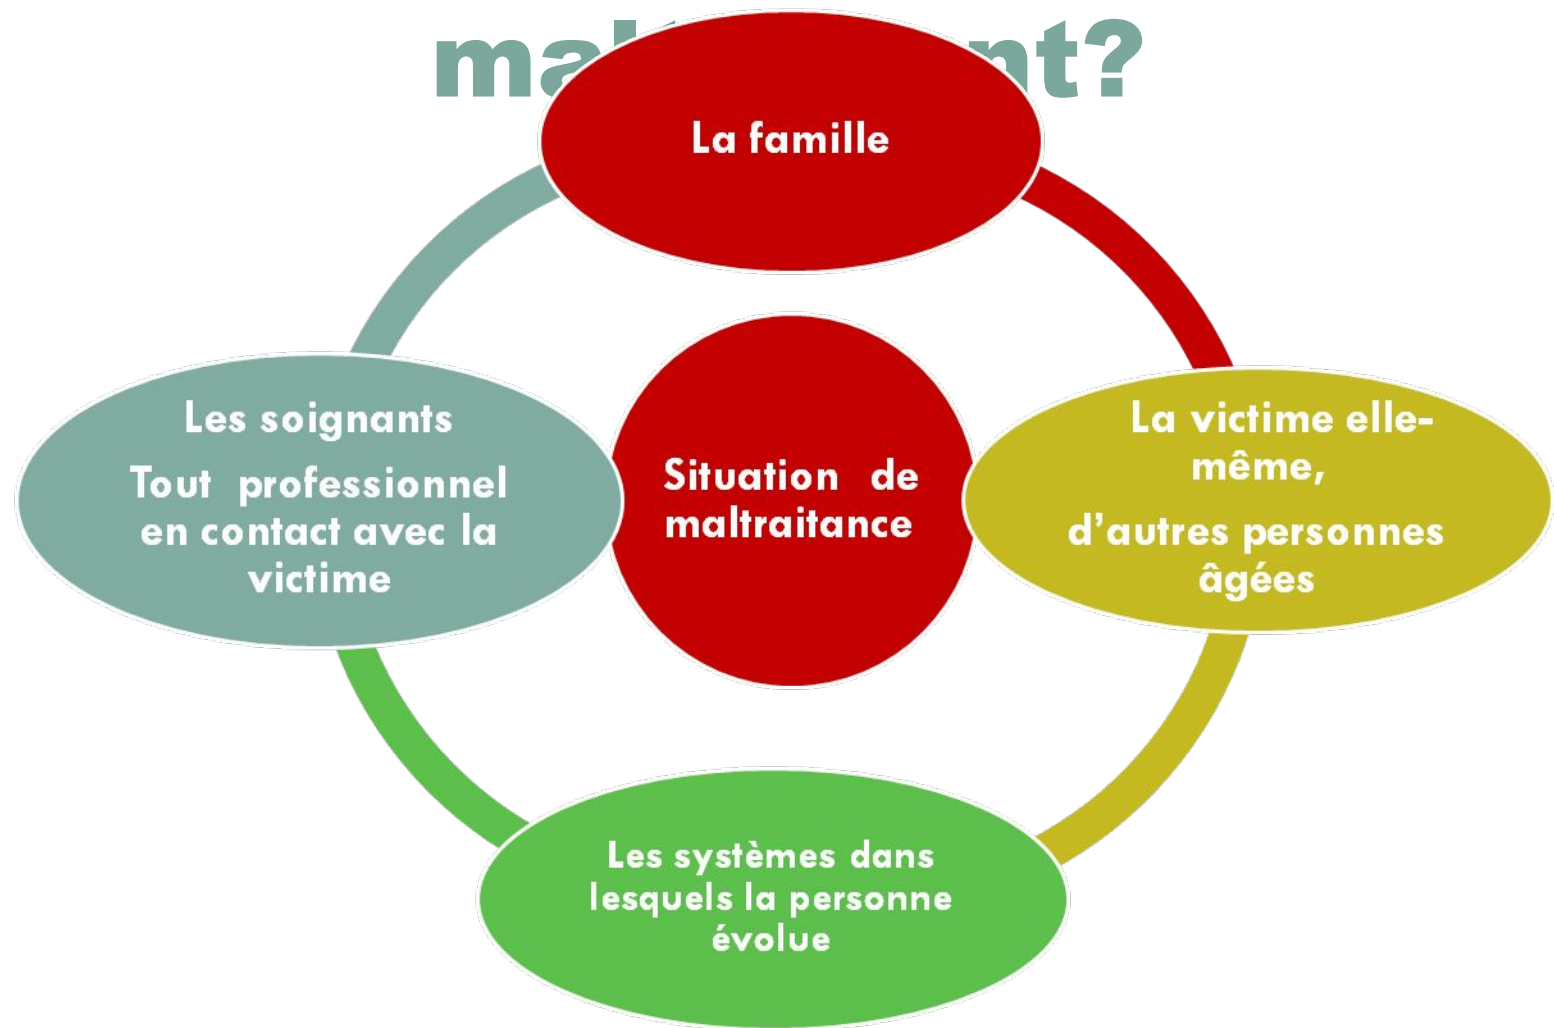 La famille
Les soignants
Tout professionnel
en contact avec la
victime
Situation de
maltraitance
La victime elle-
même,
d’autres personnes
âgées
Les systèmes dans
lesquels la personne
évolue